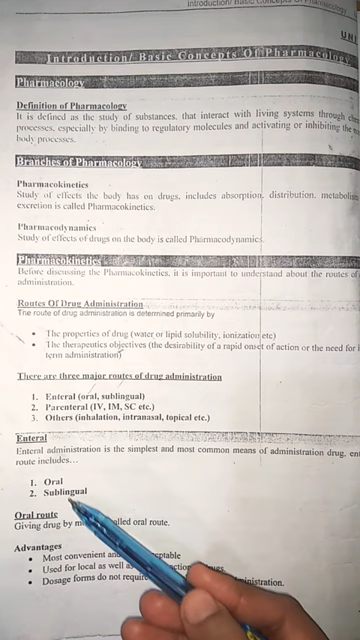 Introduction/ Basic Concepts Of Pharmacology
UNI
Introduction/ Basic Concepts Of Pharmacology
Pharmacology
Definition of Pharmacology
It is defined as the study of substances, that interact with living systems through
processes, especially by binding to regulatory molecules and activating or inhibiting the
body processes.
Branches of Pharmacology
Pharmacokinetics
Study of effects the body has on drugs, includes absorption, distribution, metabolis
excretion is called Pharmacokinetics.
Pharmacodynamics
Study of effects of drugs on the body is called Pharmacodynamics.
Pharmacokinetics
Before discussing the Pharmacokinetics, it is important to understand about the routes of
administration.
Routes Of Drug Administration
The route of drug administration is determined primarily by
• The properties of drug (water or lipid solubility, ionization etc)
• The therapeutics objectives (the desirability of a rapid onset of action or the need for
term administration)
There are three major routes of drug administration
1. Enteral (oral, sublingual)
2. Parenteral (IV, IM, SC etc.)
3. Others (inhalation, intranasal, topical etc.)
Enteral
Enteral administration is the simplest and most common means of administration drug,
route includes…
1. Oral
2. Sublingual
Oral route
Giving drug by called oral route.
Advantages
• Most convenient and
• Used for local as well as
• Dosage forms do not require